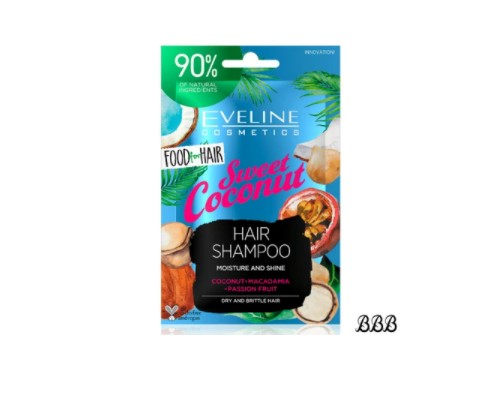 #INNOVATION
90%
OF NATURAL
INGREDIENTS
EVELINE
COSMETICS
FOOD for HAIR
Sweet
Coconut
HAIR
SHAMPOO
MOISTURE AND SHINE
COCONUT • MACADAMIA
• PASSION FRUIT
DRY AND BRITTLE HAIR
BBB